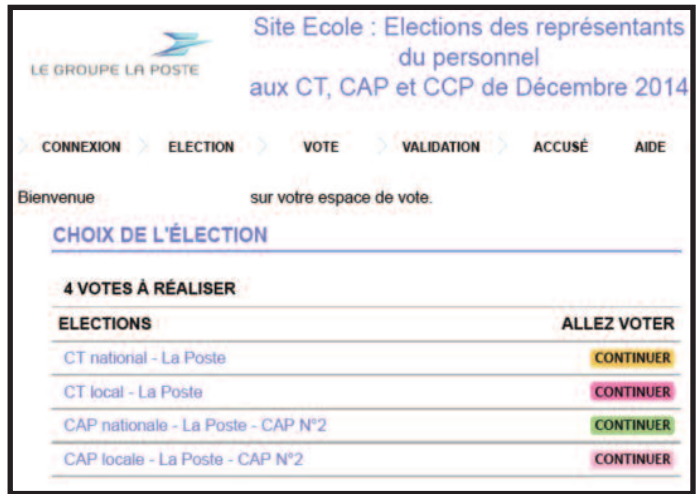 Site Ecole : Elections des représentants
du personnel
aux CT, CAP et CCP de Décembre 2014
LE GROUPE LA POSTE
CONNEXION ELECTION VOTE VALIDATION ACCUSÉ AIDE
Bienvenue sur votre espace de vote.
CHOIX DE L'ÉLECTION
4 VOTES À RÉALISER
ELECTIONS ALLEZ VOTER
CT national - La Poste CONTINUER
CT local - La Poste CONTINUER
CAP nationale - La Poste - CAP N°2 CONTINUER
CAP locale - La Poste - CAP N°2 CONTINUER